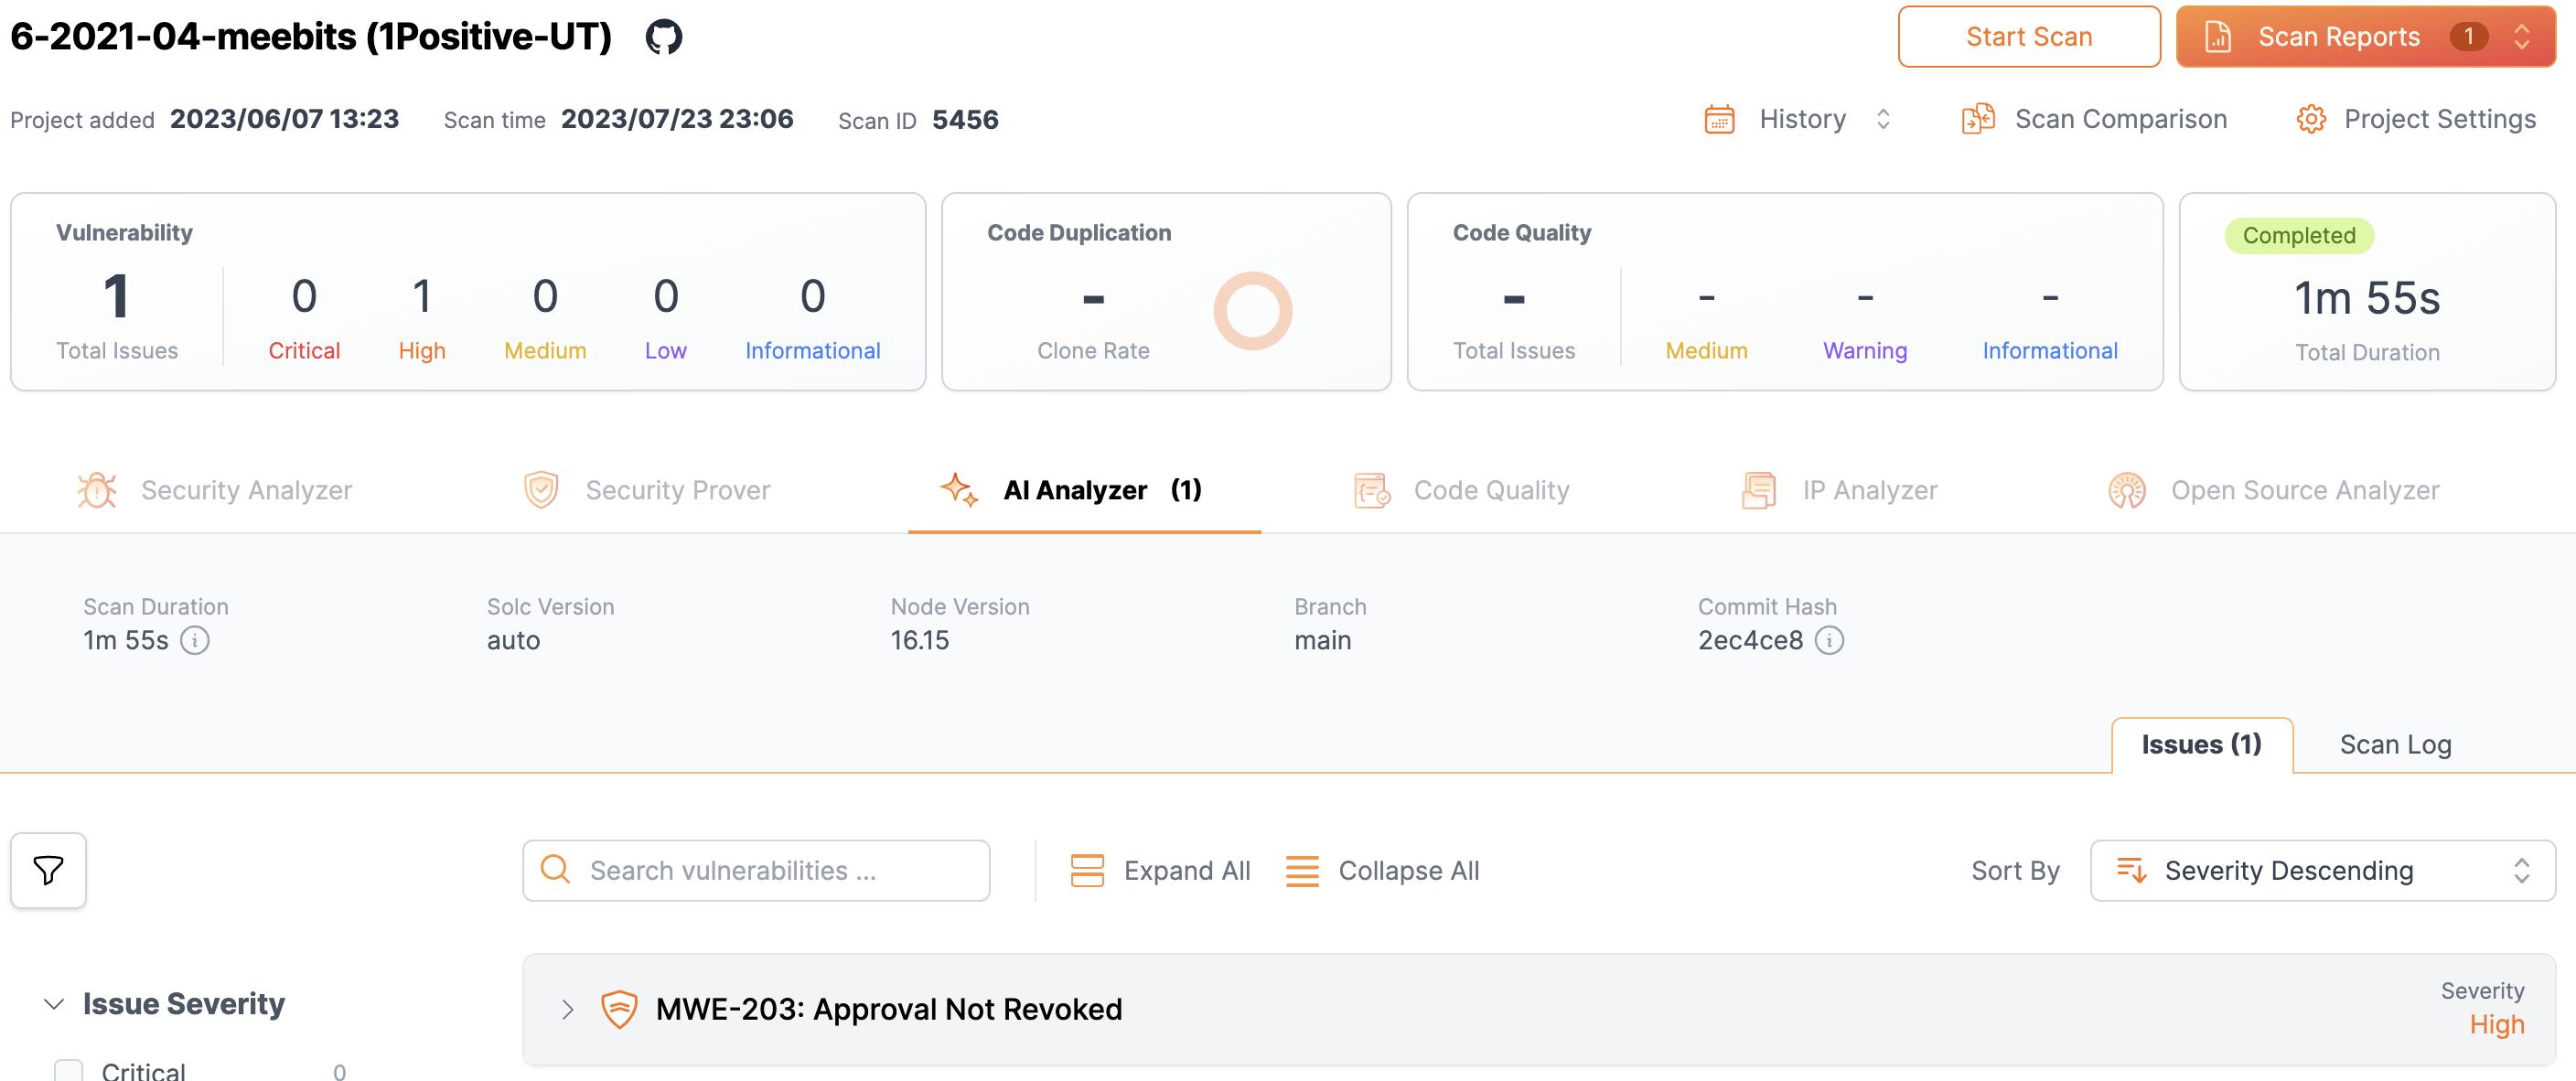 6-2021-04-meebits (1Positive-UT)
Start Scan
Scan Reports 1
Project added 2023/06/07 13:23 Scan time 2023/07/23 23:06 Scan ID 5456
History Scan Comparison Project Settings
Vulnerability
1 0 1 0 0 0
Total Issues Critical High Medium Low Informational
Code Duplication
-
Clone Rate
Code Quality
- - - -
Total Issues Medium Warning Informational
Completed
1m 55s
Total Duration
Security Analyzer Security Prover AI Analyzer (1) Code Quality IP Analyzer Open Source Analyzer
Scan Duration Solc Version Node Version Branch Commit Hash
1m 55s auto 16.15 main 2ec4ce8
Issues (1) Scan Log
Search vulnerabilities ... Expand All Collapse All Sort By Severity Descending
Issue Severity
Critical 0
MWE-203: Approval Not Revoked
Severity
High